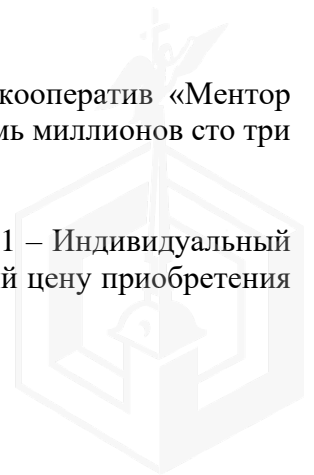 кооператив «Ментор
миллионов сто три
1 – Индивидуальный
цену приобретения